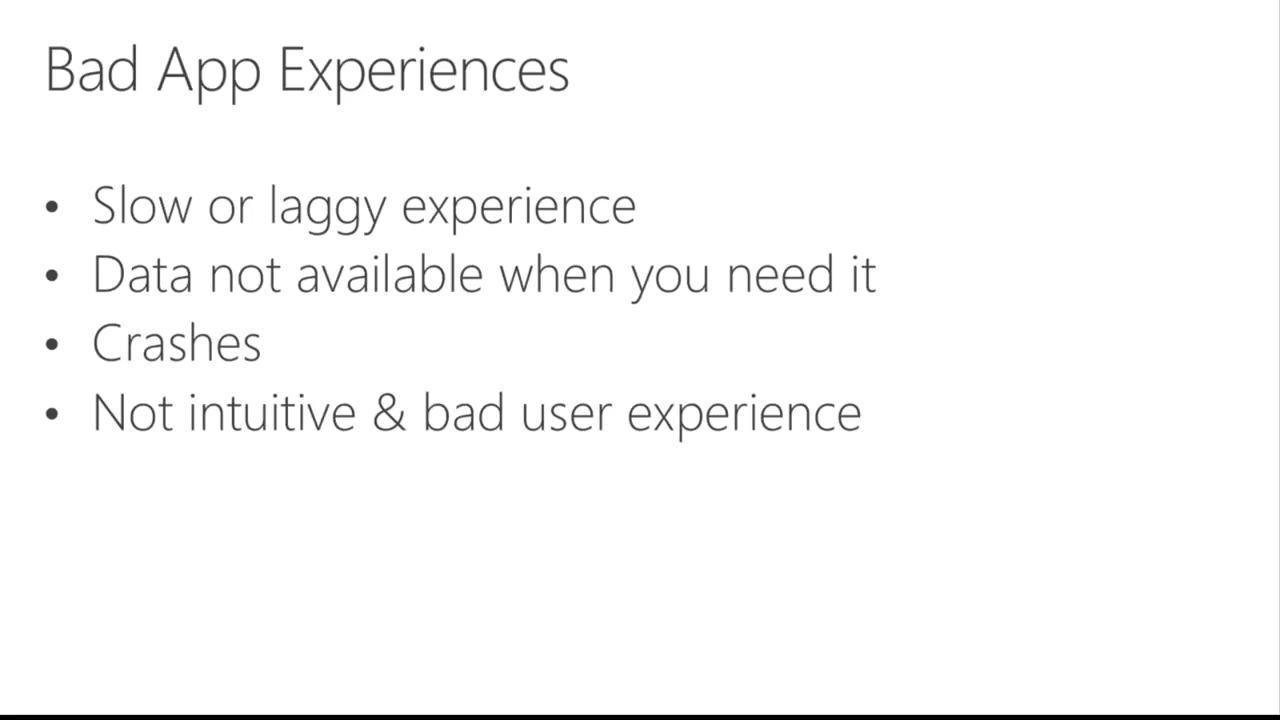 Bad App Experiences
• Slow or laggy experience
• Data not available when you need it
• Crashes
• Not intuitive & bad user experience